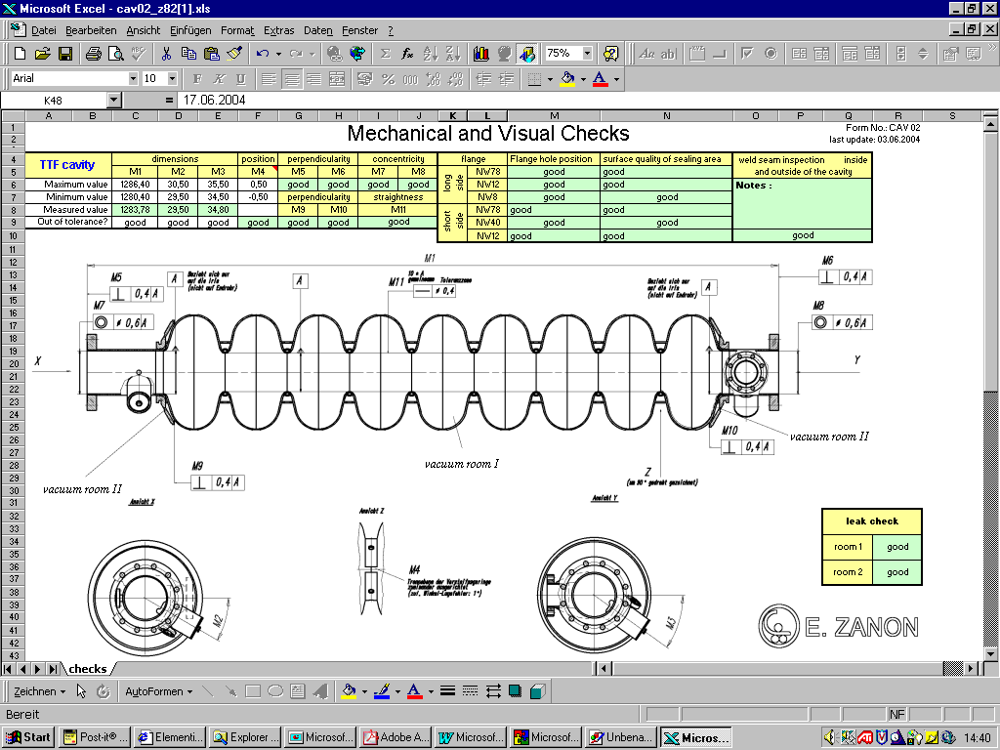 Microsoft Excel - cav02_z82[1].xls
Datei Bearbeiten Ansicht Einfügen Format Extras Daten Fenster ?
75%
Arial 10 F K U % 000
K48 = 17.06.2004
A B C D E F G H I J K L M N O P Q R S
Mechanical and Visual Checks
Form No.: CAV 02
last update: 03.06.2004
TTF cavity dimensions position perpendicularity concentricity flange Flange hole position surface quality of sealing area weld seam inspection inside
M1 M2 M3 M4 M5 M6 M7 M8 long side NW78 good good and outside of the cavity
Maximum value 1286,40 30,50 35,50 0,50 good good good good NW12 good good Notes :
Minimum value 1280,40 29,50 34,50 -0,50 perpendicularity straightness NW8 good good
Measured value 1283,78 29,50 34,80 M9 M10 M11 short side NW78 good good
Out of tolerance? good good good good good good good NW40 good good
NW12 good good good
M1
M5 0,4 A
A Bezieht sich nur auf die Iris (nicht auf Endrohr)
A
M11 10 x A gemeinsame Toleranzzone
ø 0,4
Bezieht sich nur auf die Iris (nicht auf Endrohr)
A
M6 0,4 A
M7 ø 0,6 A
M8 ø 0,6 A
X
Y
M10 0,4 A
vacuum room II
vacuum room I
M9 0,4 A
Z
(um 90° gedreht gezeichnet)
vacuum room II
Ansicht X
Ansicht Z
Ansicht Y
leak check
room 1 good
room 2 good
M4
M2
M3
E. ZANON
checks
Zeichnen AutoFormen
Bereit NF
Start Post-it® ... Elementi... Explorer ... Microsof... Adobe A... Microsof... Microsof... Unbena... Micros... 14:40